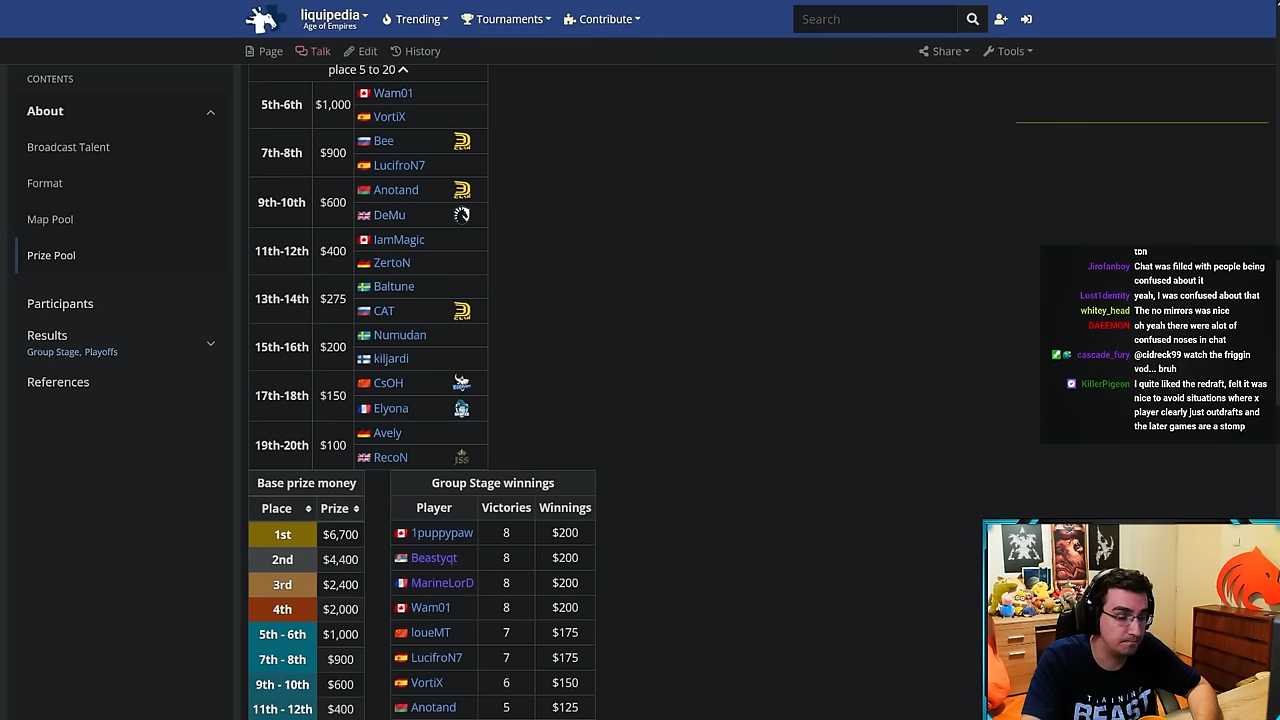 liquipedia
Age of Empires
Trending
Tournaments
Contribute
Search
Page
Talk
Edit
History
Share
Tools
CONTENTS
About
Broadcast Talent
Format
Map Pool
Prize Pool
Participants
Results
Group Stage, Playoffs
References
place 5 to 20
5th-6th $1,000 Wam01
VortiX
7th-8th $900 Bee
LucifroN7
9th-10th $600 Anotand
DeMu
11th-12th $400 IamMagic
ZertoN
13th-14th $275 Baltune
CAT
15th-16th $200 Numudan
kiljardi
17th-18th $150 CsOH
Elyona
19th-20th $100 Avely
RecoN
JSS
Base prize money
Place Prize
1st $6,700
2nd $4,400
3rd $2,400
4th $2,000
5th - 6th $1,000
7th - 8th $900
9th - 10th $600
11th - 12th $400
Group Stage winnings
Player Victories Winnings
1puppypaw 8 $200
Beastyqt 8 $200
MarineLorD 8 $200
Wam01 8 $200
loueMT 7 $175
LucifroN7 7 $175
VortiX 6 $150
Anotand 5 $125
Jirofanboy Chat was filled with people being
confused about it
Lost1dentity yeah, I was confused about that
whitey_head The no mirrors was nice
DAEEMON oh yeah there were alot of
confused noses in chat
cascade_fury @cidreck99 watch the friggin
vod... bruh
KillerPigeon I quite liked the redraft, felt it was
nice to avoid situations where x
player clearly just outdrafts and
the later games are a stomp
TRAINING
BEAST